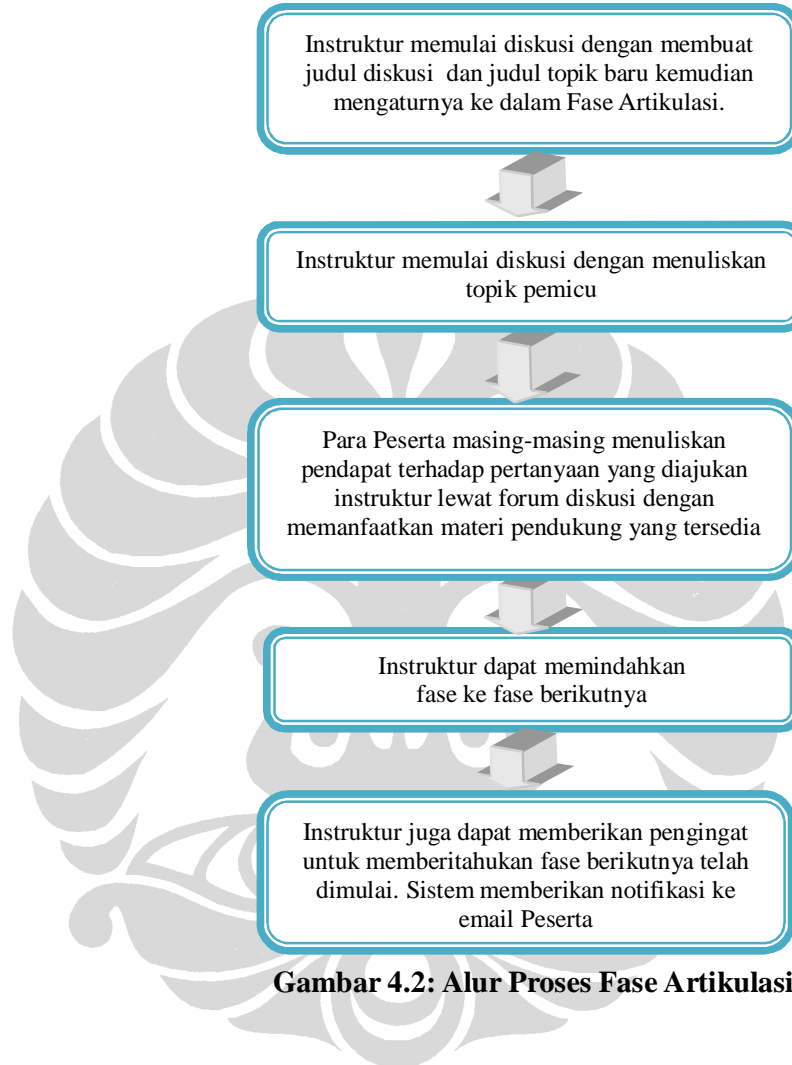 Instruktur memulai diskusi dengan membuat
judul diskusi dan judul topik baru kemudian
mengaturnya ke dalam Fase Artikulasi.
Instruktur memulai diskusi dengan menuliskan
topik pemicu
Para Peserta masing-masing menuliskan
pendapat terhadap pertanyaan yang diajukan
instruktur lewat forum diskusi dengan
memanfaatkan materi pendukung yang tersedia
Instruktur dapat memindahkan
fase ke fase berikutnya
Instruktur juga dapat memberikan pengingat
untuk memberitahukan fase berikutnya telah
dimulai. Sistem memberikan notifikasi ke
email Peserta
Gambar 4.2: Alur Proses Fase Artikulasi